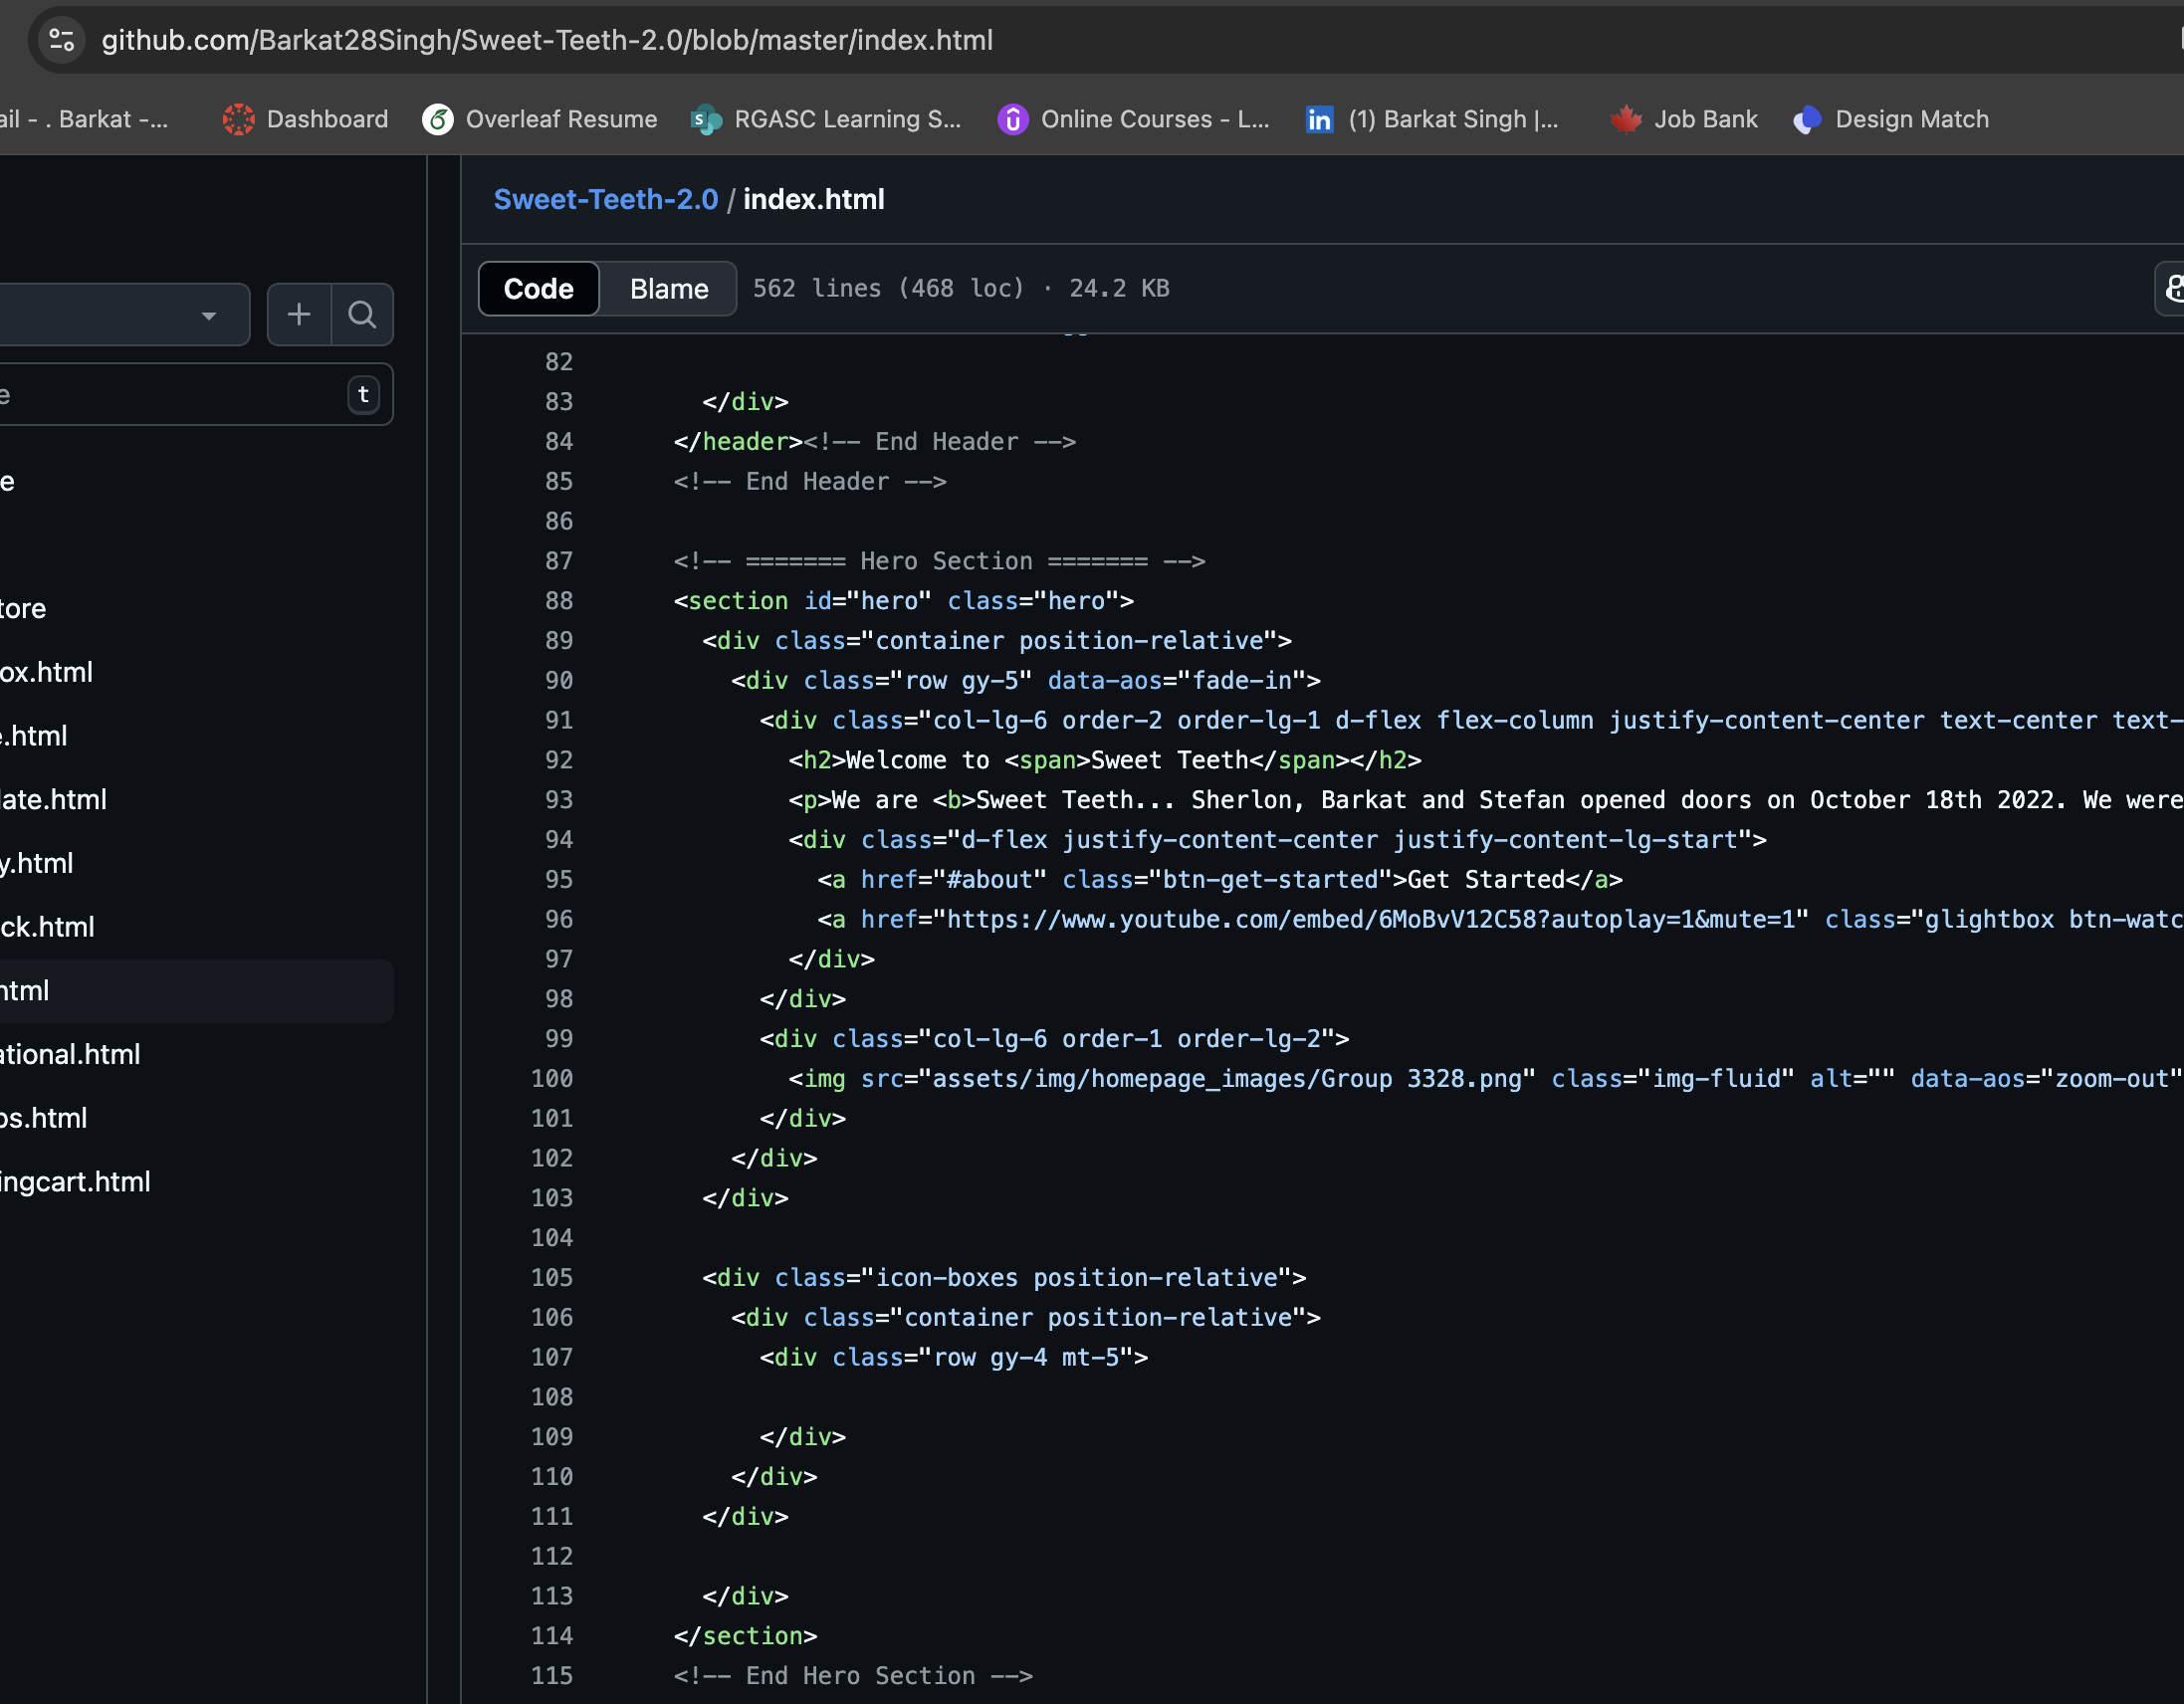 github.com/Barkat28Singh/Sweet-Teeth-2.0/blob/master/index.html
ail - . Barkat -... Dashboard Overleaf Resume RGASC Learning S... Online Courses - L... (1) Barkat Singh |... Job Bank Design Match
Sweet-Teeth-2.0 / index.html
Code Blame 562 lines (468 loc) · 24.2 KB
e t
e
tore
ox.html
e.html
late.html
y.html
ck.html
html
ational.html
os.html
ingcart.html
82
83 </div>
84 </header><!-- End Header -->
85 <!-- End Header -->
86
87 <!-- ======= Hero Section ======= -->
88 <section id="hero" class="hero">
89 <div class="container position-relative">
90 <div class="row gy-5" data-aos="fade-in">
91 <div class="col-lg-6 order-2 order-lg-1 d-flex flex-column justify-content-center text-center text-
92 <h2>Welcome to <span>Sweet Teeth</span></h2>
93 <p>We are <b>Sweet Teeth... Sherlon, Barkat and Stefan opened doors on October 18th 2022. We were
94 <div class="d-flex justify-content-center justify-content-lg-start">
95 <a href="#about" class="btn-get-started">Get Started</a>
96 <a href="https://www.youtube.com/embed/6MoBvV12C58?autoplay=1&mute=1" class="glightbox btn-watc
97 </div>
98 </div>
99 <div class="col-lg-6 order-1 order-lg-2">
100 <img src="assets/img/homepage_images/Group 3328.png" class="img-fluid" alt="" data-aos="zoom-out"
101 </div>
102 </div>
103 </div>
104
105 <div class="icon-boxes position-relative">
106 <div class="container position-relative">
107 <div class="row gy-4 mt-5">
108
109 </div>
110 </div>
111 </div>
112
113 </div>
114 </section>
115 <!-- End Hero Section -->